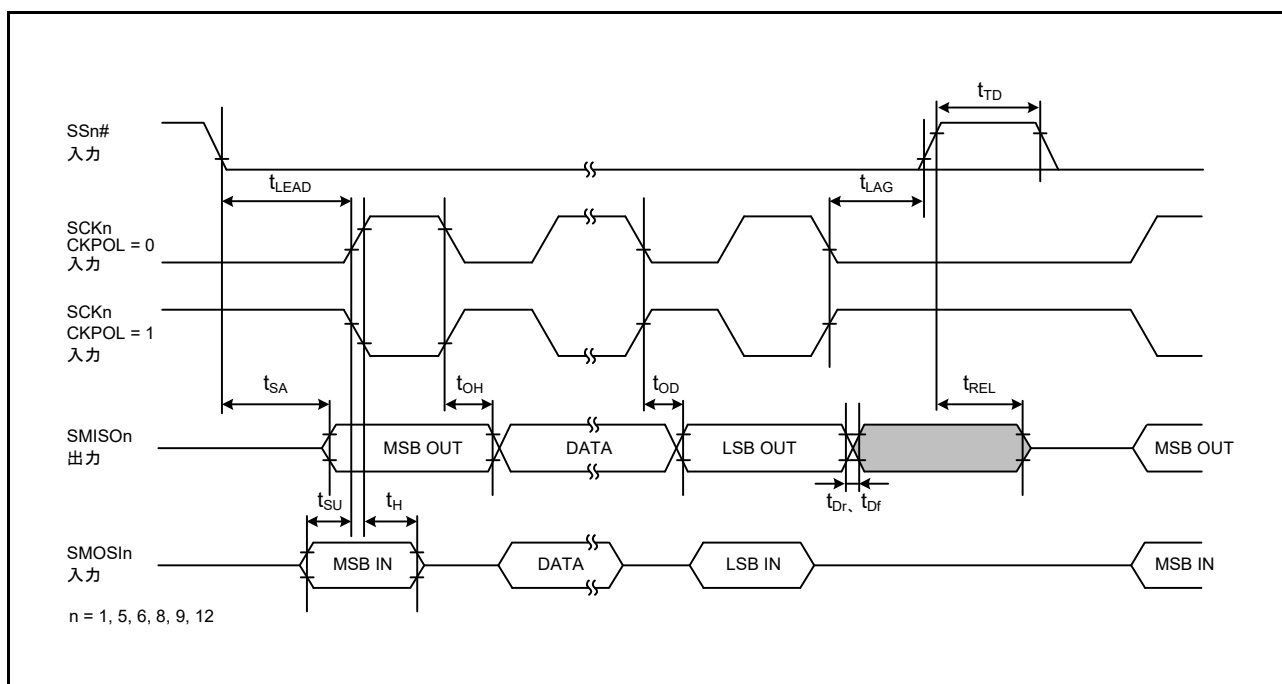 tTD
SSn#
入力
tLEAD
tLAG
SCKn
CKPOL = 0
入力
SCKn
CKPOL = 1
入力
tSA
tOH
tOD
tREL
SMISOn
出力
MSB OUT
DATA
LSB OUT
MSB OUT
tSU
tH
tDr、tDf
SMOSIn
入力
MSB IN
DATA
LSB IN
MSB IN
n = 1, 5, 6, 8, 9, 12